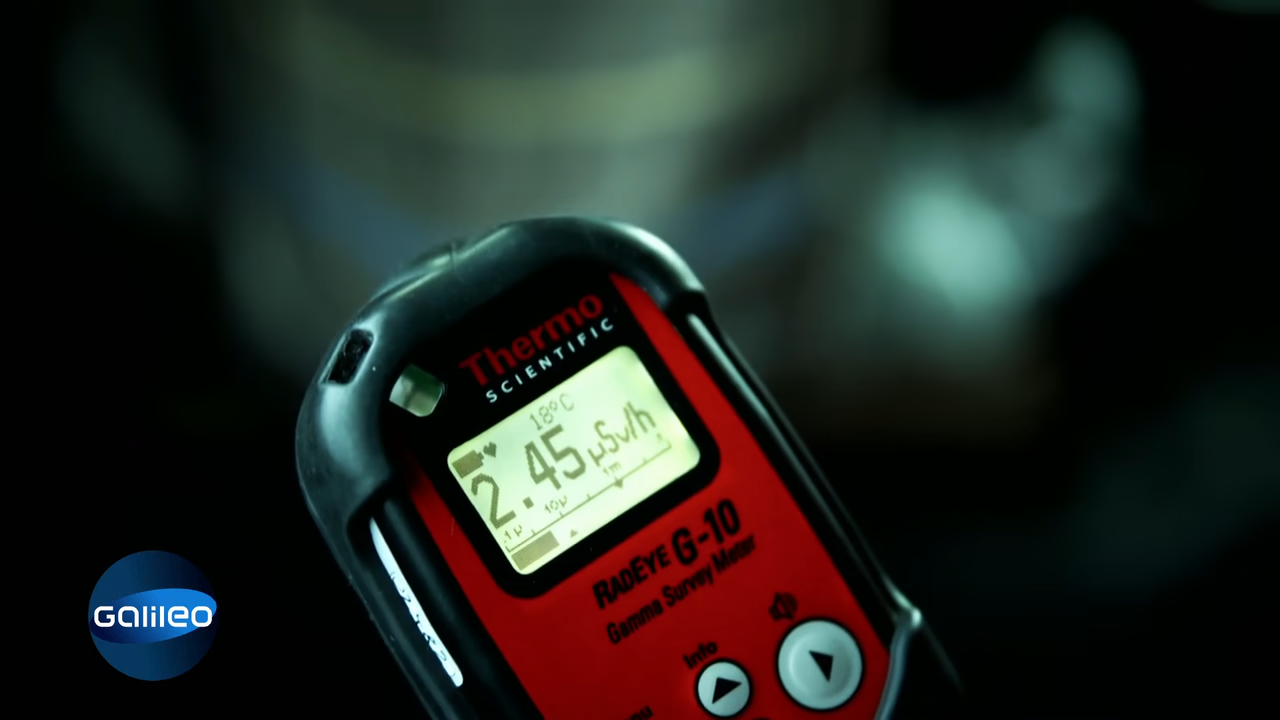 Thermo
SCIENTIFIC
18°C
2.45 µSv/h
.1µ 10µ 1m
RADEYE G-10
Gamma Survey Meter
Info
Galileo